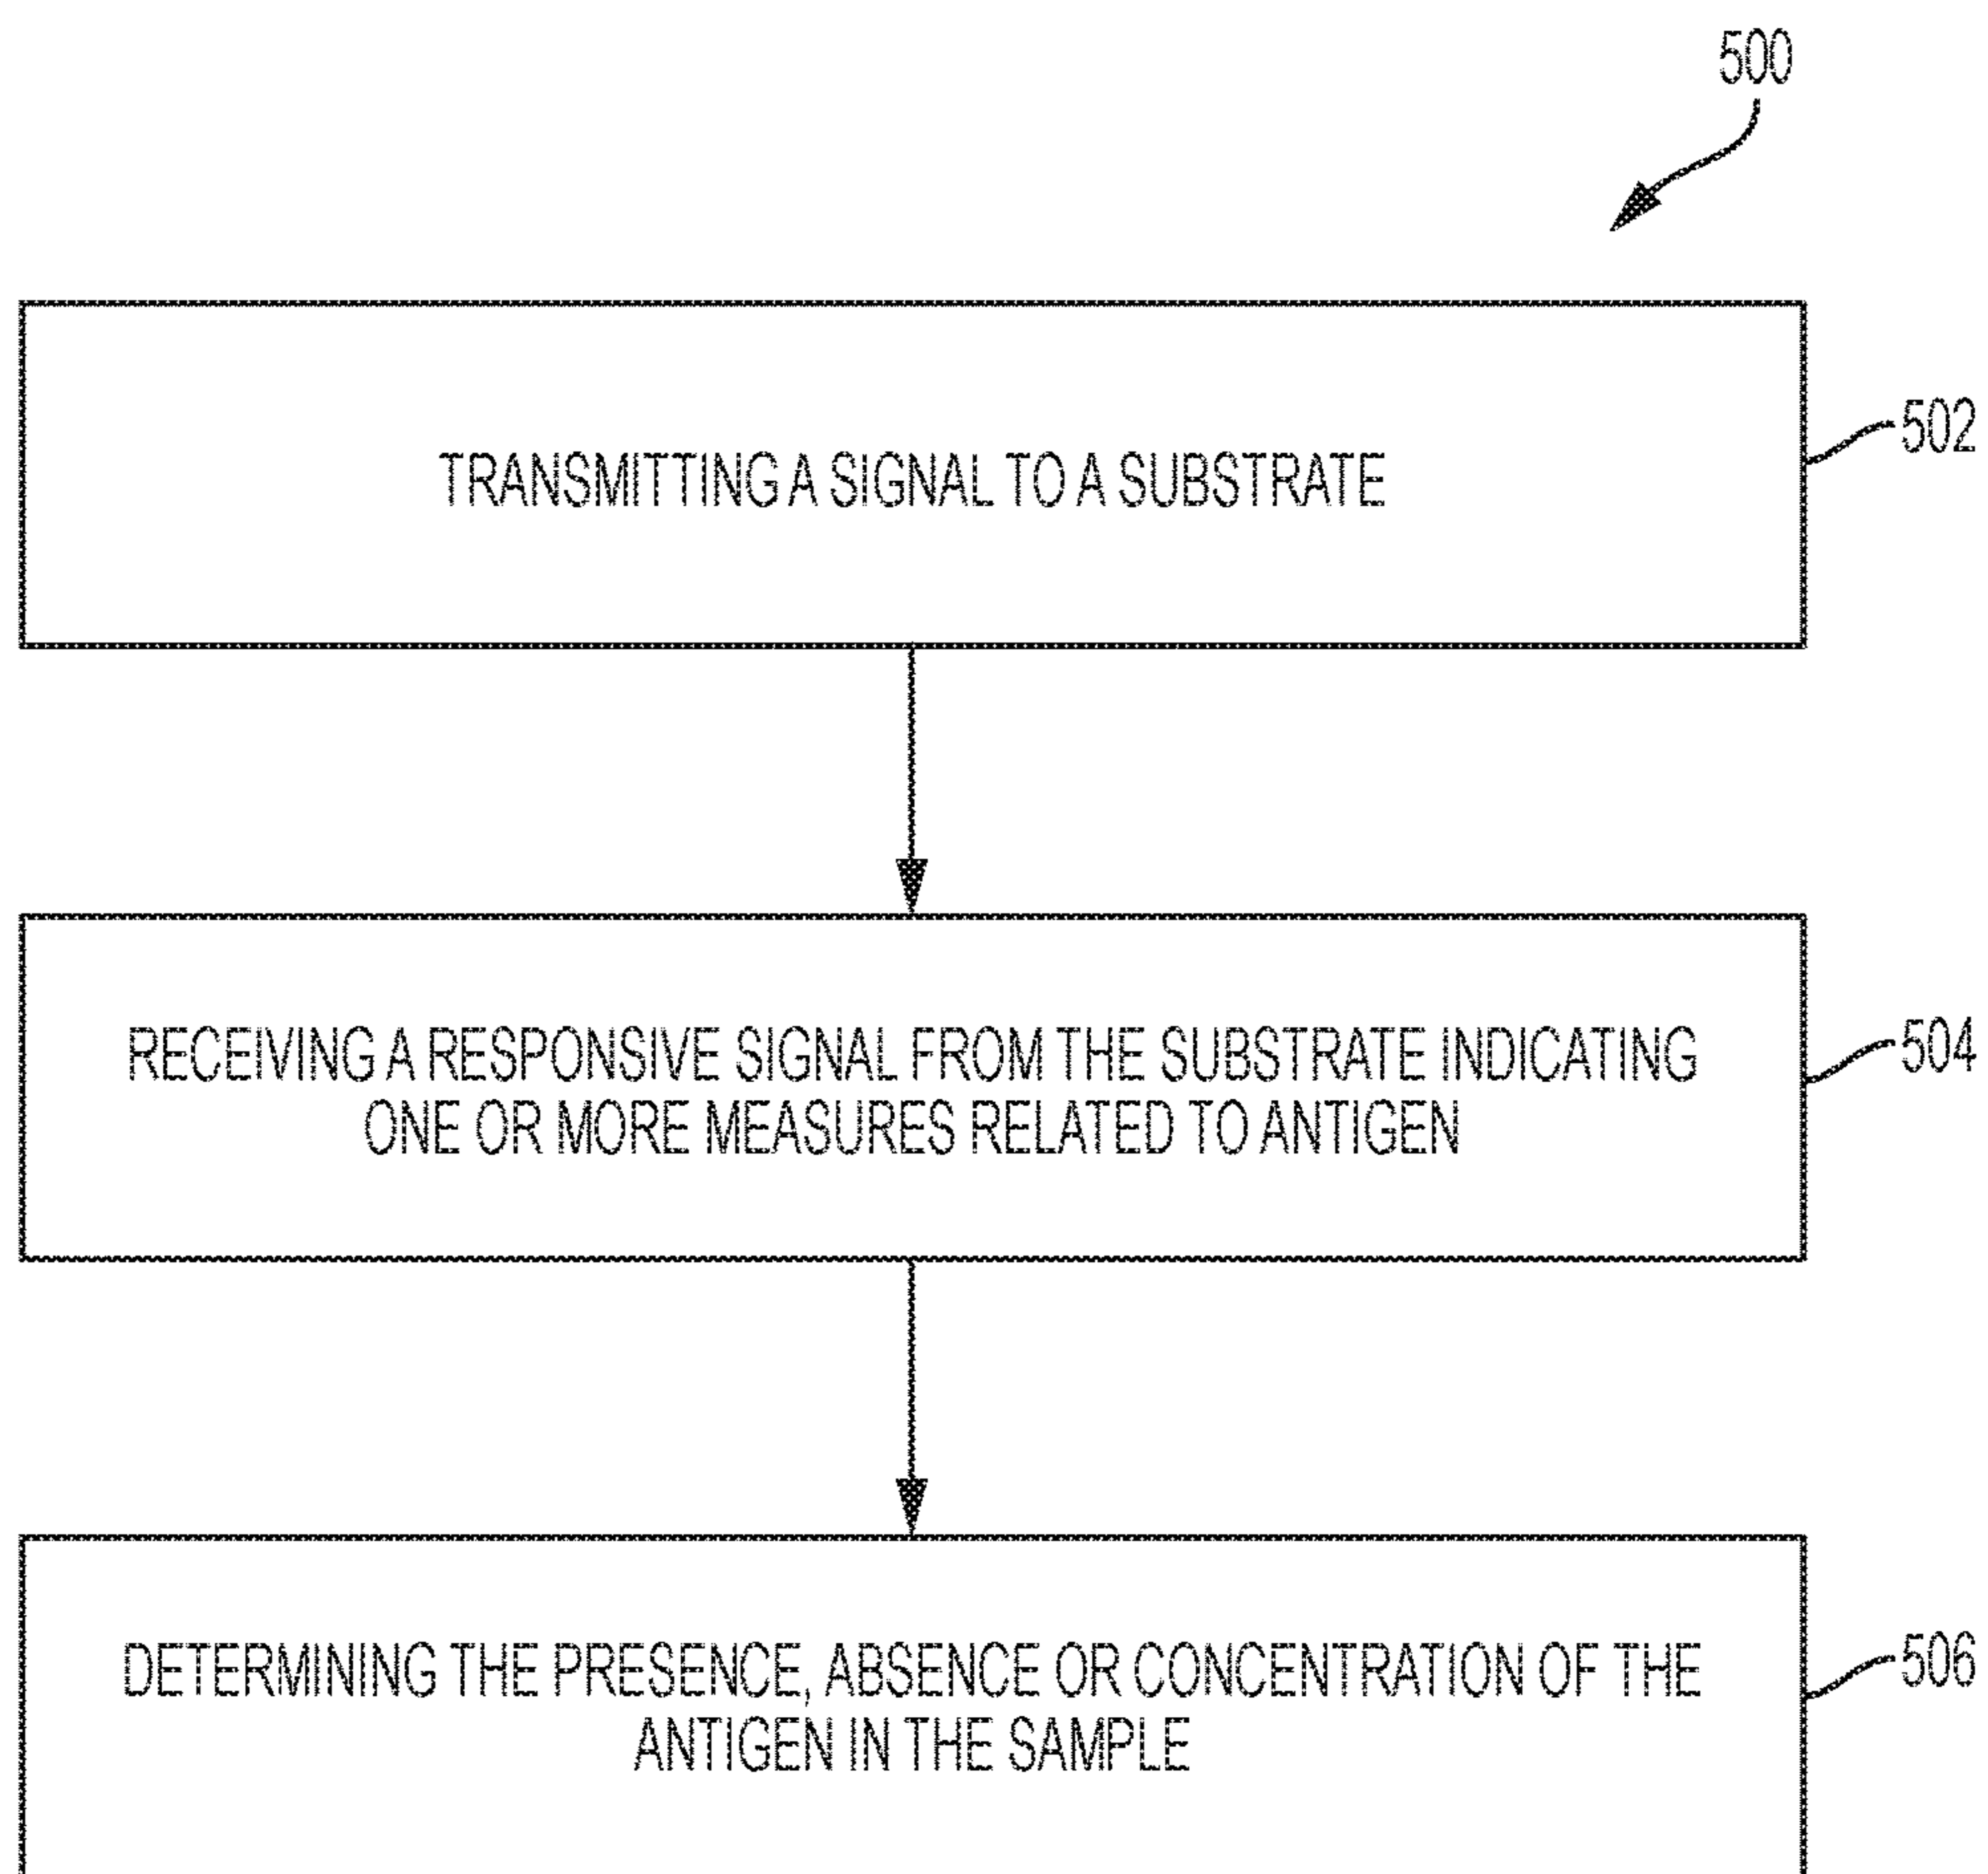 500
TRANSMITTING A SIGNAL TO A SUBSTRATE
502
RECEIVING A RESPONSIVE SIGNAL FROM THE SUBSTRATE INDICATING
ONE OR MORE MEASURES RELATED TO ANTIGEN
504
DETERMINING THE PRESENCE, ABSENCE OR CONCENTRATION OF THE
ANTIGEN IN THE SAMPLE
506